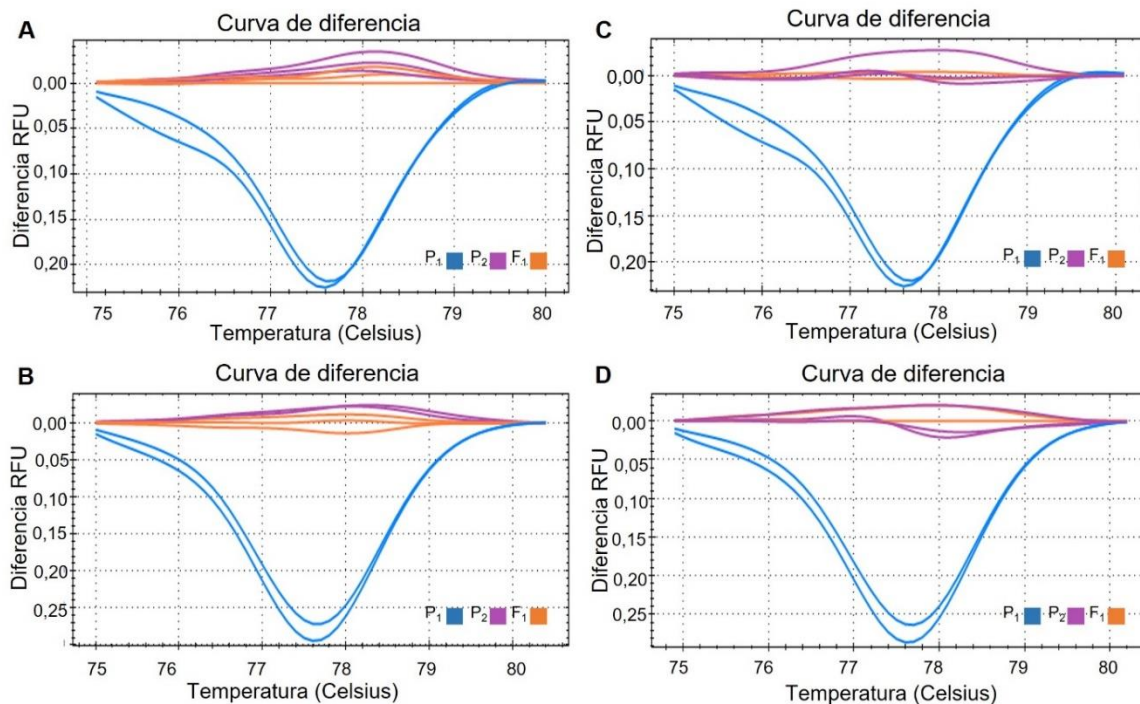 A
Curva de diferencia
Diferencia RFU
0,00
0,05
0,10
0,15
0,20
P1 P2 F1
75 76 77 78 79 80
Temperatura (Celsius)
C
Curva de diferencia
Diferencia RFU
0,00
0,05
0,10
0,15
0,20
P1 P2 F1
75 76 77 78 79 80
Temperatura (Celsius)
B
Curva de diferencia
Diferencia RFU
0,00
0,05
0,10
0,15
0,20
0,25
P1 P2 F1
75 76 77 78 79 80
Temperatura (Celsius)
D
Curva de diferencia
Diferencia RFU
0,00
0,05
0,10
0,15
0,20
0,25
P1 P2 F1
75 76 77 78 79 80
Temperatura (Celsius)